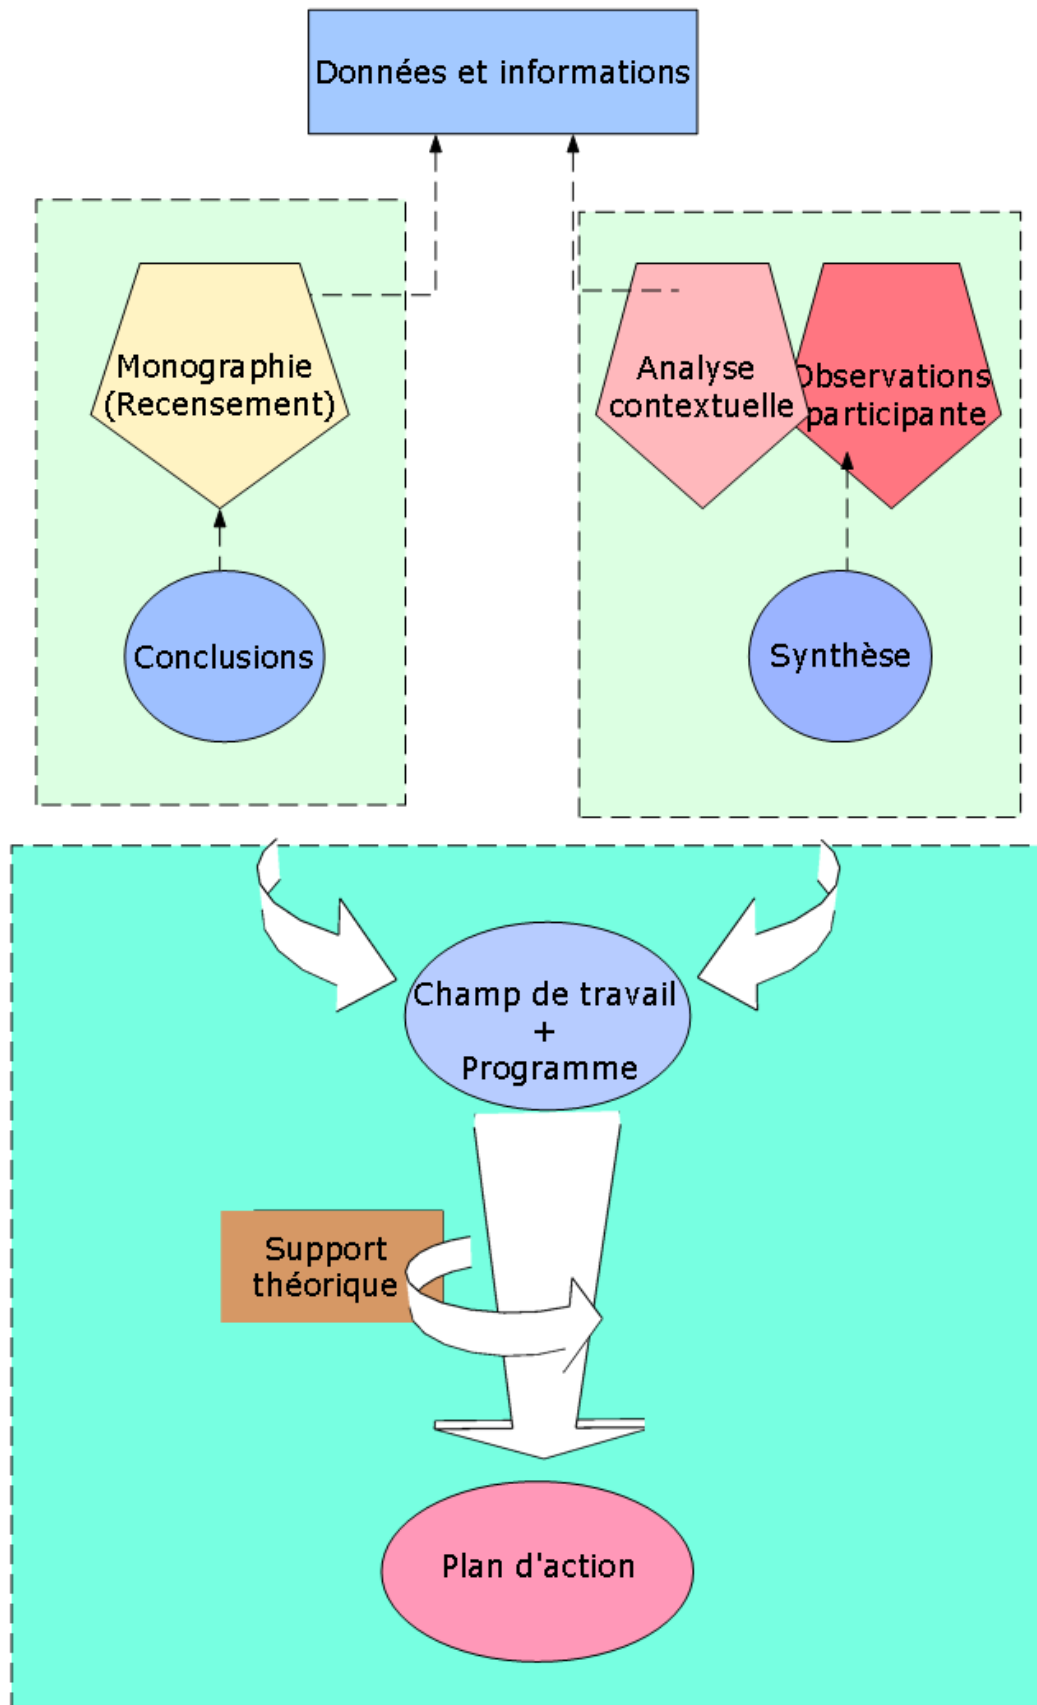 Données et informations
Monographie
(Recensement)
Analyse
contextuelle
Observations
participante
Conclusions
Synthèse
Champ de travail
+
Programme
Support
théorique
Plan d'action